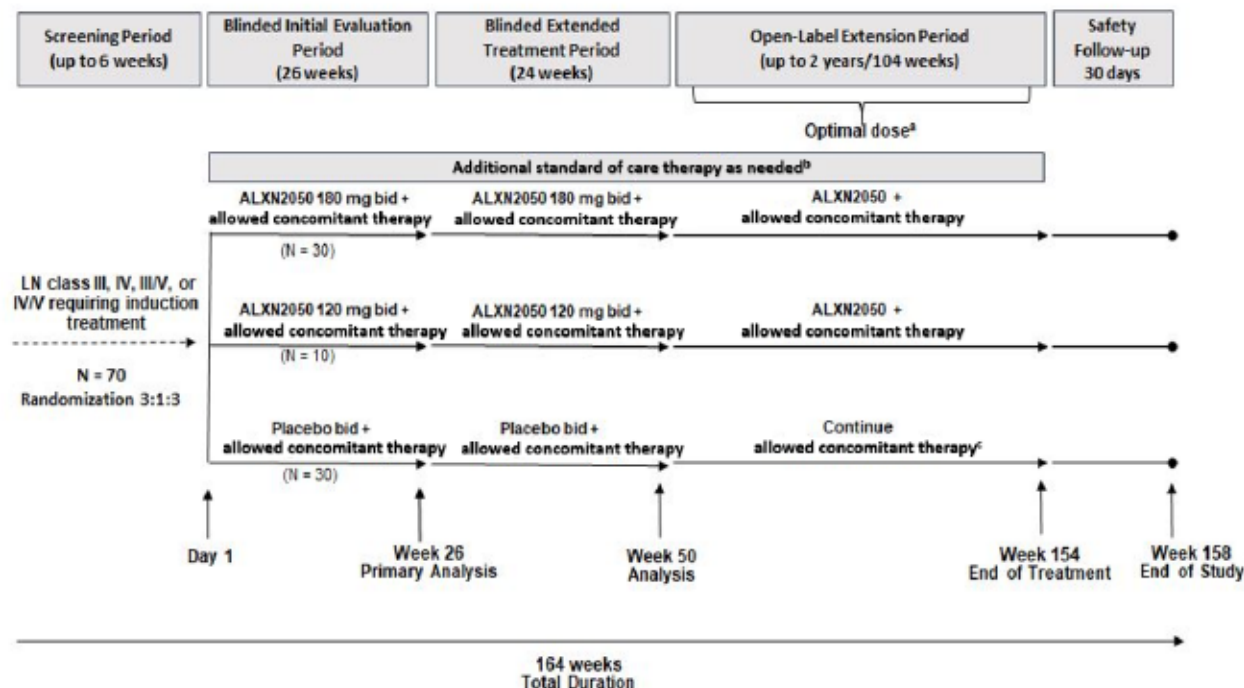 Screening Period
(up to 6 weeks)
Blinded Initial Evaluation
Period
(26 weeks)
Blinded Extended
Treatment Period
(24 weeks)
Open-Label Extension Period
(up to 2 years/104 weeks)
Safety
Follow-up
30 days
Optimal doseᵃ
Additional standard of care therapy as neededᵇ
ALXN2050 180 mg bid +
allowed concomitant therapy
(N = 30)
ALXN2050 180 mg bid +
allowed concomitant therapy
ALXN2050 +
allowed concomitant therapy
LN class III, IV, III/V, or
IV/V requiring induction
treatment
N = 70
Randomization 3:1:3
ALXN2050 120 mg bid +
allowed concomitant therapy
(N = 10)
ALXN2050 120 mg bid +
allowed concomitant therapy
ALXN2050 +
allowed concomitant therapy
Placebo bid +
allowed concomitant therapy
(N = 30)
Placebo bid +
allowed concomitant therapy
Continue
allowed concomitant therapyᶜ
Day 1
Week 26
Primary Analysis
Week 50
Analysis
Week 154
End of Treatment
Week 158
End of Study
164 weeks
Total Duration